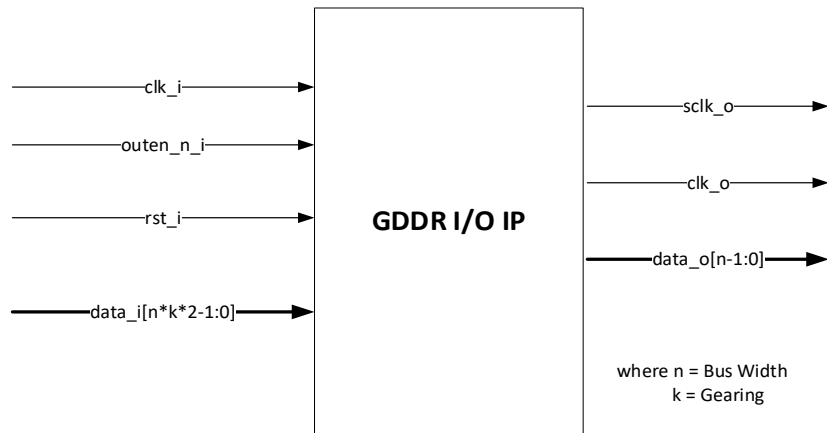 clk_i
outen_n_i
rst_i
data_i[n*k*2-1:0]
GDDR I/O IP
sclk_o
clk_o
data_o[n-1:0]
where n = Bus Width
k = Gearing